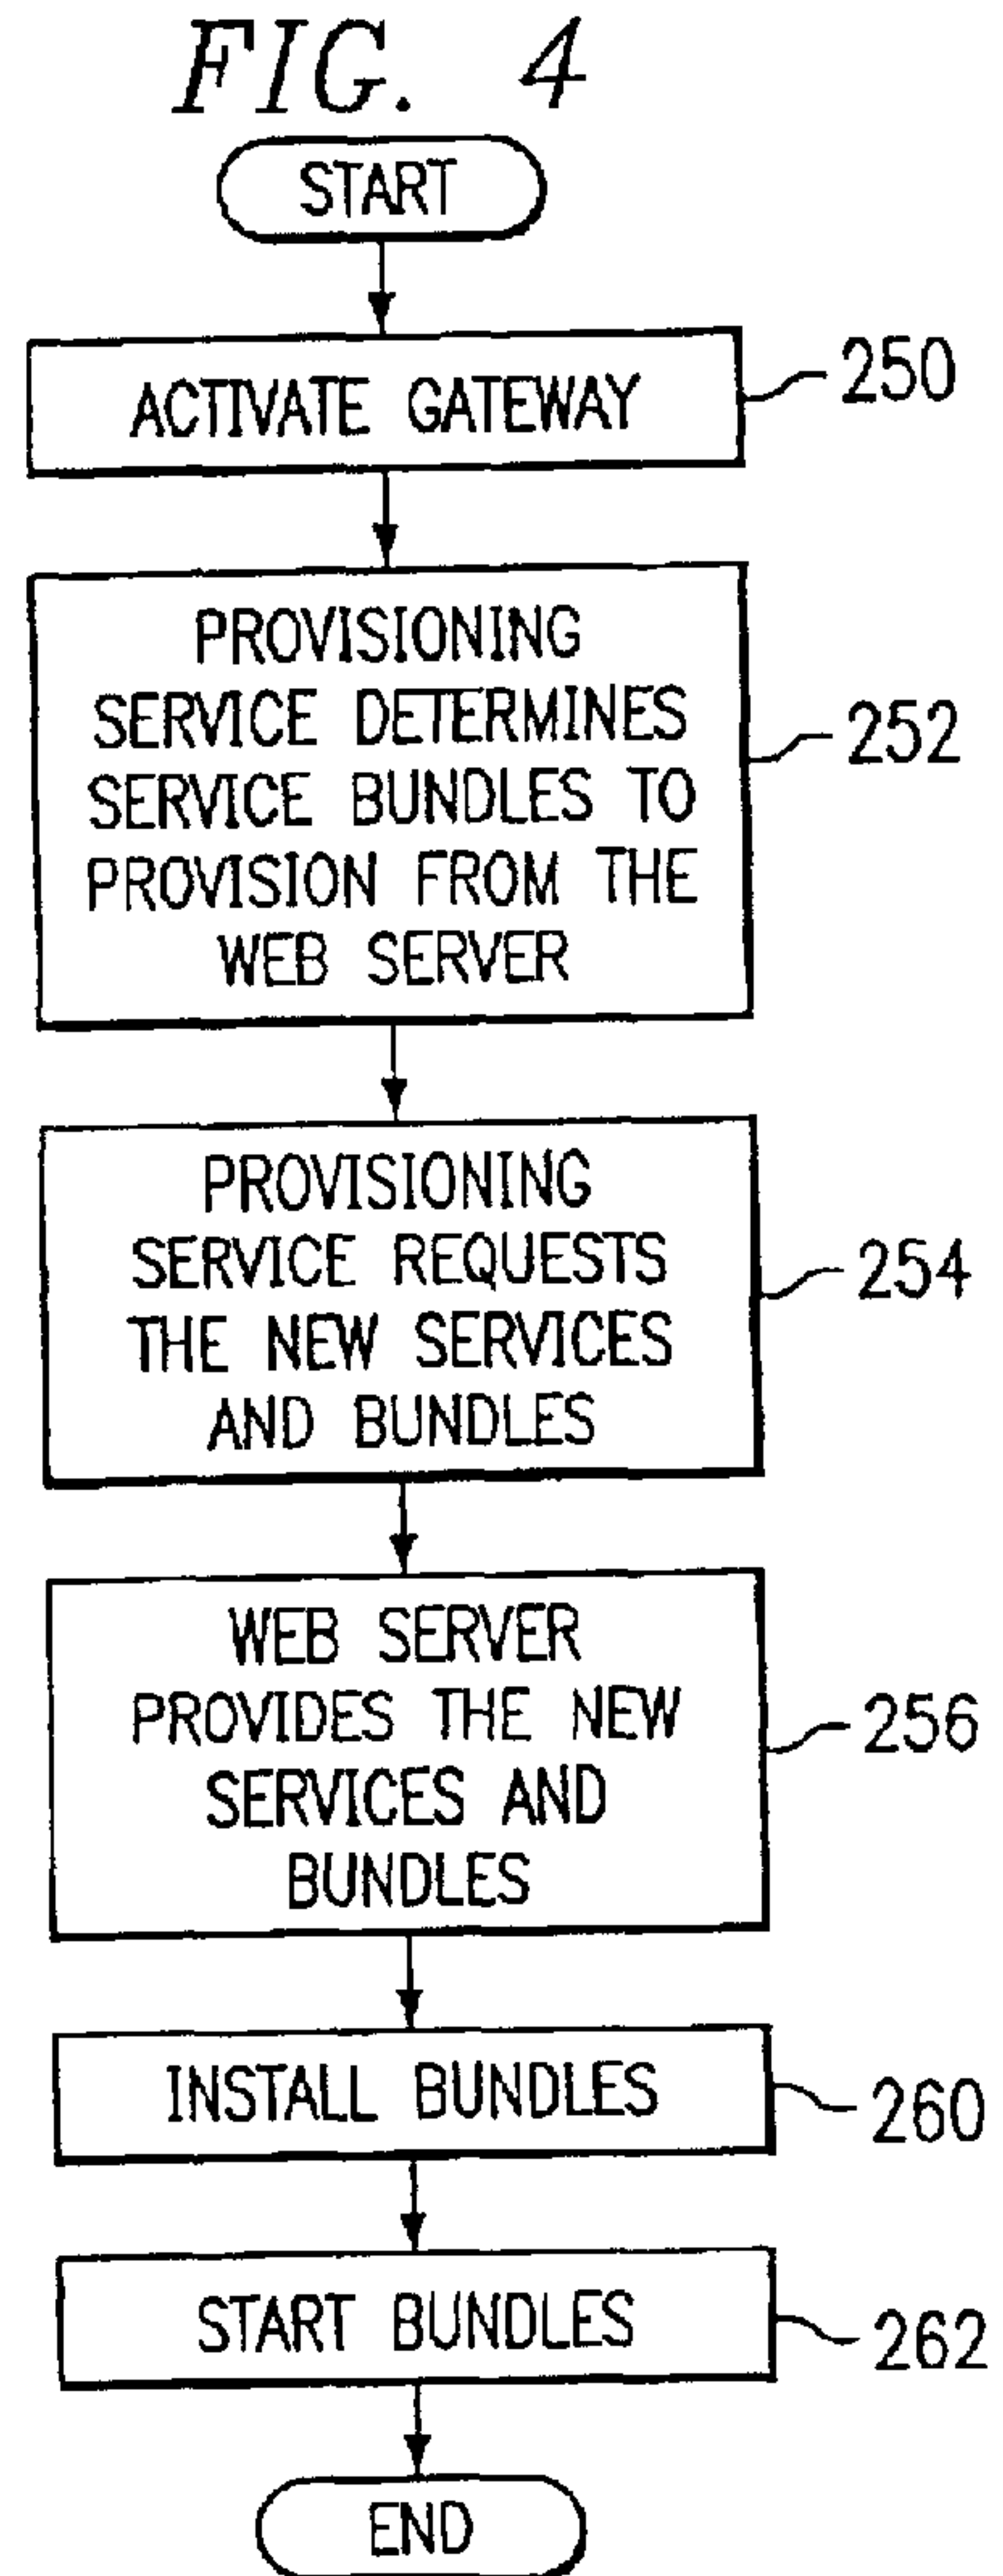 FIG. 4
START
ACTIVATE GATEWAY
250
PROVISIONING
SERVICE DETERMINES
SERVICE BUNDLES TO
PROVISION FROM THE
WEB SERVER
252
PROVISIONING
SERVICE REQUESTS
THE NEW SERVICES
AND BUNDLES
254
WEB SERVER
PROVIDES THE NEW
SERVICES AND
BUNDLES
256
INSTALL BUNDLES
260
START BUNDLES
262
END